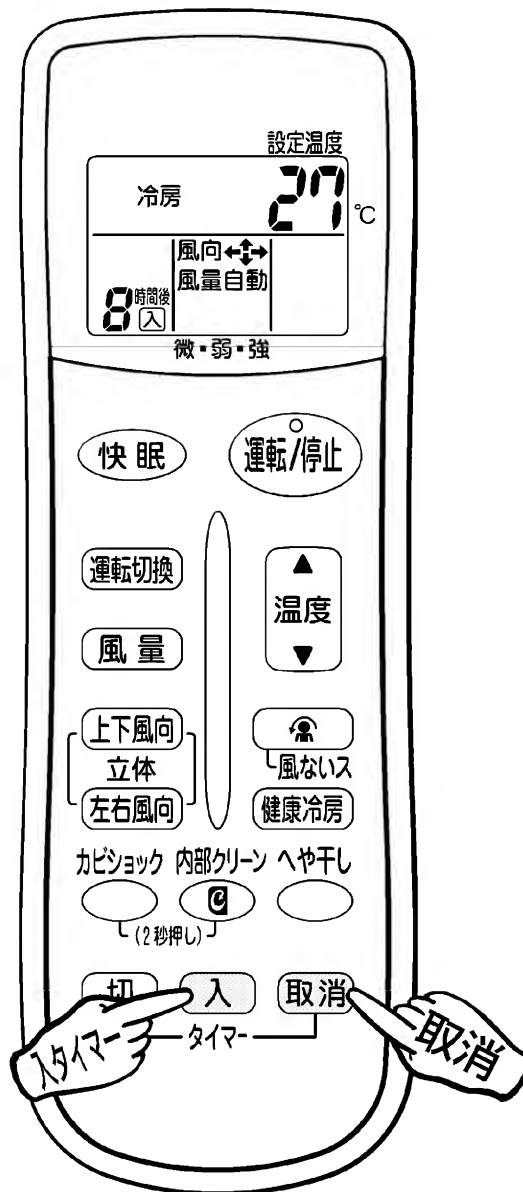 設定温度
冷房 27 ℃
風向
風量自動
8 時間後 入
微・弱・強
快眠 運転/停止
運転切換
▲
温度
▼
風量
上下風向
立体
左右風向
風ないス
健康冷房
カビショック 内部クリーン へや干し
(2秒押し)
切 入 取消
タイマー
入タイマー
取消